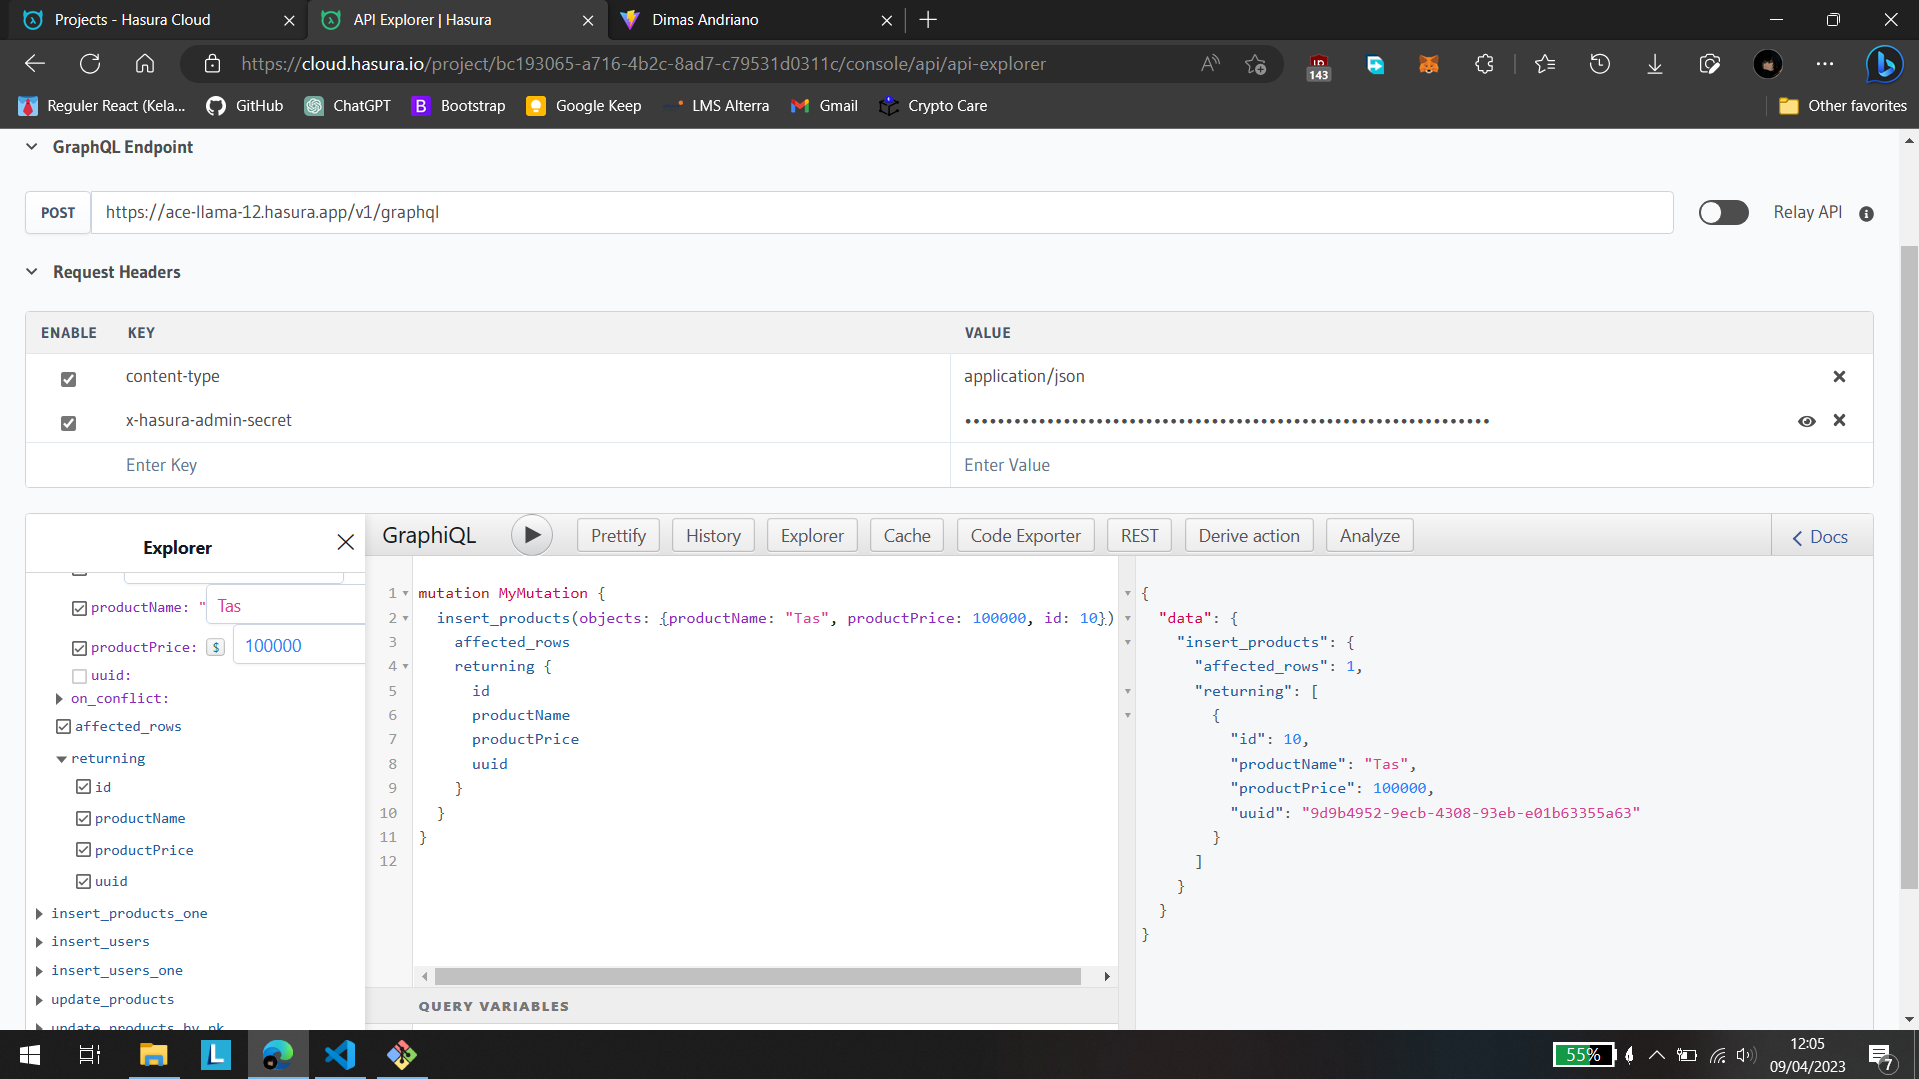 Projects - Hasura Cloud
API Explorer | Hasura
Dimas Andriano
https://cloud.hasura.io/project/bc193065-a716-4b2c-8ad7-c79531d0311c/console/api/api-explorer
143
Reguler React (Kela...
GitHub
ChatGPT
B Bootstrap
Google Keep
LMS Alterra
Gmail
Crypto Care
Other favorites
GraphQL Endpoint
POST
https://ace-llama-12.hasura.app/v1/graphql
Relay API
Request Headers
ENABLE KEY VALUE
content-type application/json
x-hasura-admin-secret ••••••••••••••••••••••••••••••••••••••••••••••••••••••••••••••••
Enter Key Enter Value
Explorer
productName: " Tas
productPrice: $ 100000
uuid:
on_conflict:
affected_rows
returning
id
productName
productPrice
uuid
insert_products_one
insert_users
insert_users_one
update_products
update_products_by_pk
GraphiQL
Prettify
History
Explorer
Cache
Code Exporter
REST
Derive action
Analyze
Docs
1 mutation MyMutation {
2 insert_products(objects: {productName: "Tas", productPrice: 100000, id: 10})
3 affected_rows
4 returning {
5 id
6 productName
7 productPrice
8 uuid
9 }
10 }
11 }
12
QUERY VARIABLES
{
"data": {
"insert_products": {
"affected_rows": 1,
"returning": [
{
"id": 10,
"productName": "Tas",
"productPrice": 100000,
"uuid": "9d9b4952-9ecb-4308-93eb-e01b63355a63"
}
]
}
}
}
L
55%
12:05
09/04/2023
7